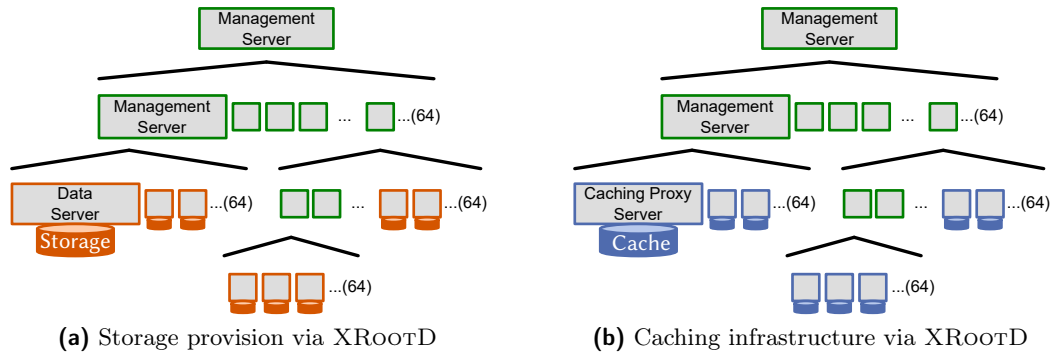 Management
Server
Management
Server
... ...(64)
Data
Server
...(64)
... ...(64)
Storage
...(64)
(a) Storage provision via XRootD
Management
Server
Management
Server
... ...(64)
Caching Proxy
Server
...(64)
... ...(64)
Cache
...(64)
(b) Caching infrastructure via XRootD